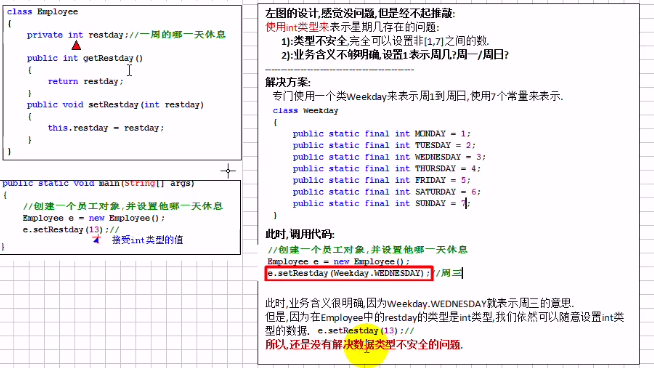 class Employee
{
private int restday;//一周的哪一天休息
public int getRestday()
{
return restday;
}
public void setRestday(int restday)
{
this.restday = restday;
}
}
public static void main(String[] args)
{
//创建一个员工对象,并设置他哪一天休息
Employee e = new Employee();
e.setRestday(13);//
接受int类型的值
}
左图的设计,感觉没问题,但是经不起推敲:
使用int类型来表示星期几存在的问题:
1):类型不安全,完全可以设置非[1,7]之间的数.
2):业务含义不够明确,设置1表示周几?周一/周日?
解决方案:
专门使用一个类Weekday来表示周1到周日,使用7个常量来表示.
class Weekday
{
public static final int MONDAY = 1;
public static final int TUESDAY = 2;
public static final int WEDNESDAY = 3;
public static final int THURSDAY = 4;
public static final int FRIDAY = 5;
public static final int SATURDAY = 6;
public static final int SUNDAY = 7;
}
此时,调用代码:
//创建一个员工对象,并设置他哪一天休息
Employee e = new Employee();
e.setRestday(Weekday.WEDNESDAY);//周三
此时,业务含义很明确,因为Weekday.WEDNESDAY就表示周三的意思.
但是,因为在Employee中的restday的类型是int类型,我们依然可以随意设置int类
型的数据, e.setRestday(13);//
所以,还是没有解决数据类型不安全的问题.